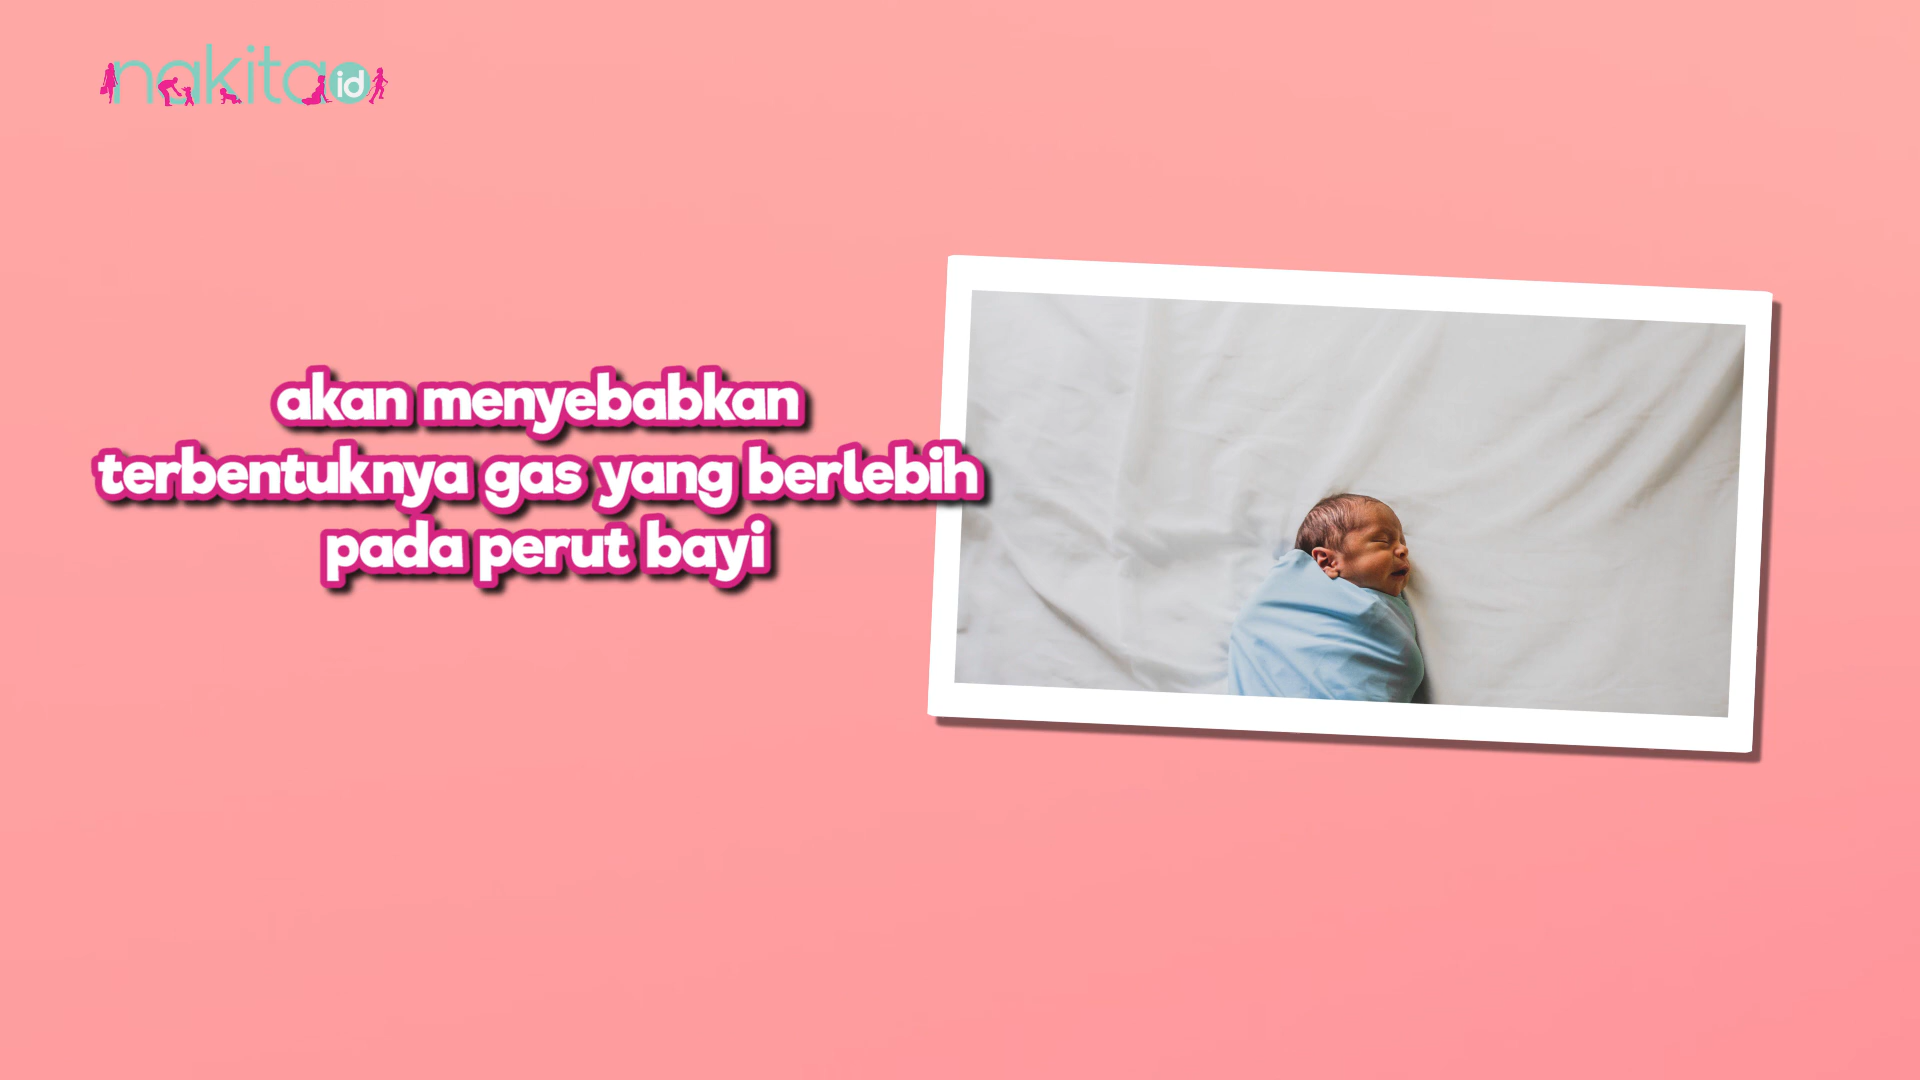 nakita id
akan menyebabkan
terbentuknya gas yang berlebih
pada perut bayi